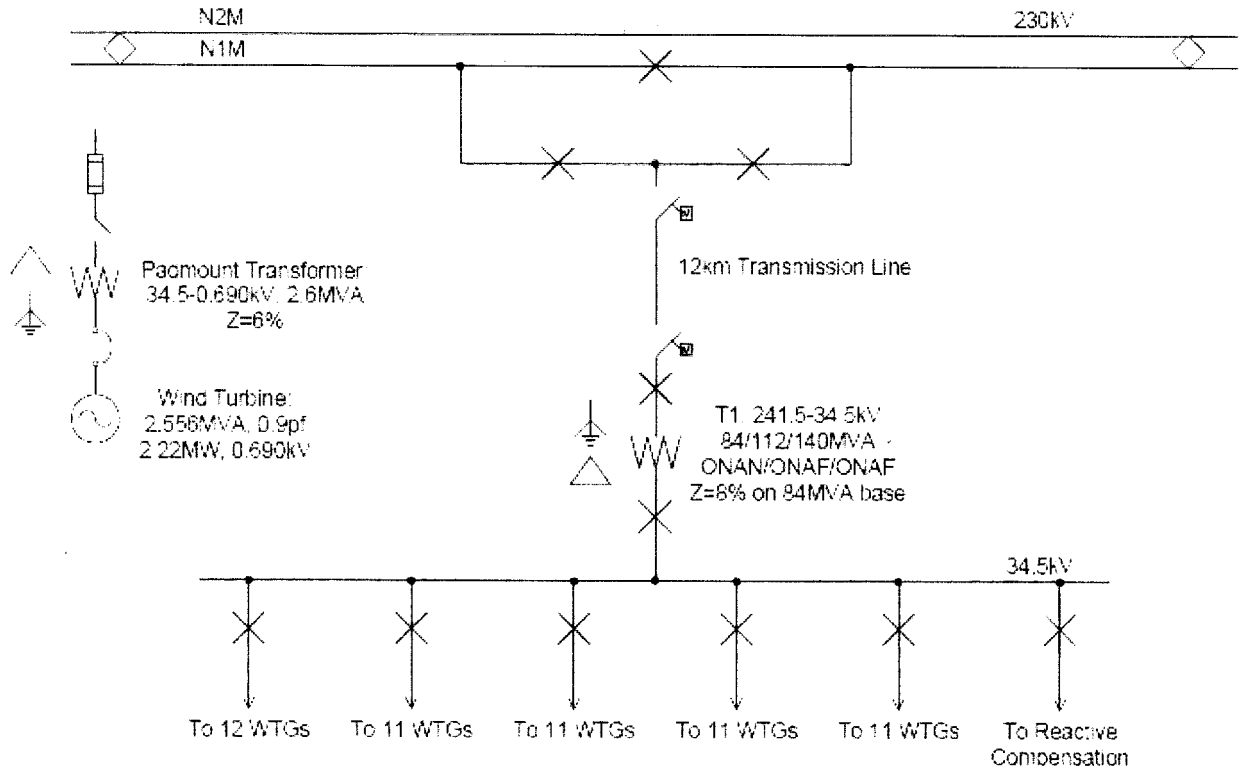 N2M
230kV
N1M
Padmount Transformer
34.5-0.690kV, 2.6MVA
Z=6%
12km Transmission Line
Wind Turbine:
2.556MVA, 0.9pf
2.22MW, 0.690kV
T1: 241.5-34.5kV
84/112/140MVA
ONAN/ONAF/ONAF
Z=8% on 84MVA base
34.5kV
To 12 WTGs
To 11 WTGs
To 11 WTGs
To 11 WTGs
To 11 WTGs
To Reactive
Compensation